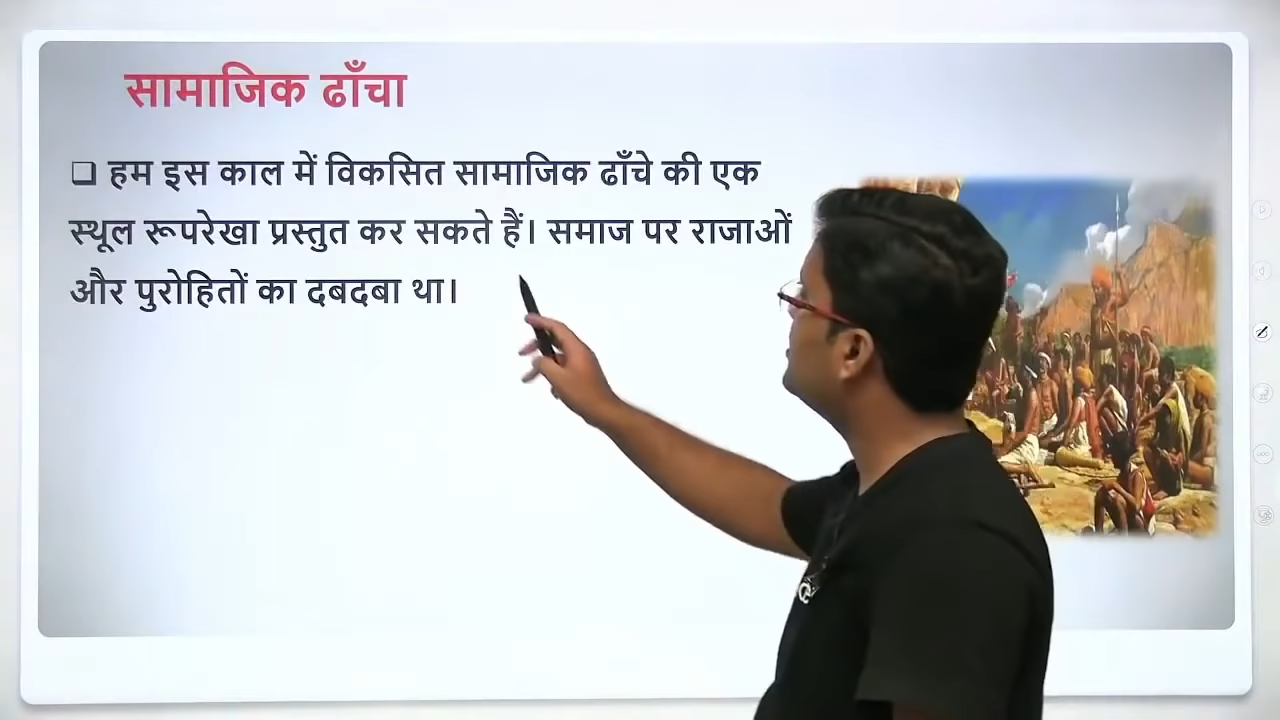 सामाजिक ढाँचा
❑ हम इस काल में विकसित सामाजिक ढाँचे की एक
स्थूल रूपरेखा प्रस्तुत कर सकते हैं। समाज पर राजाओं
और पुरोहितों का दबदबा था।